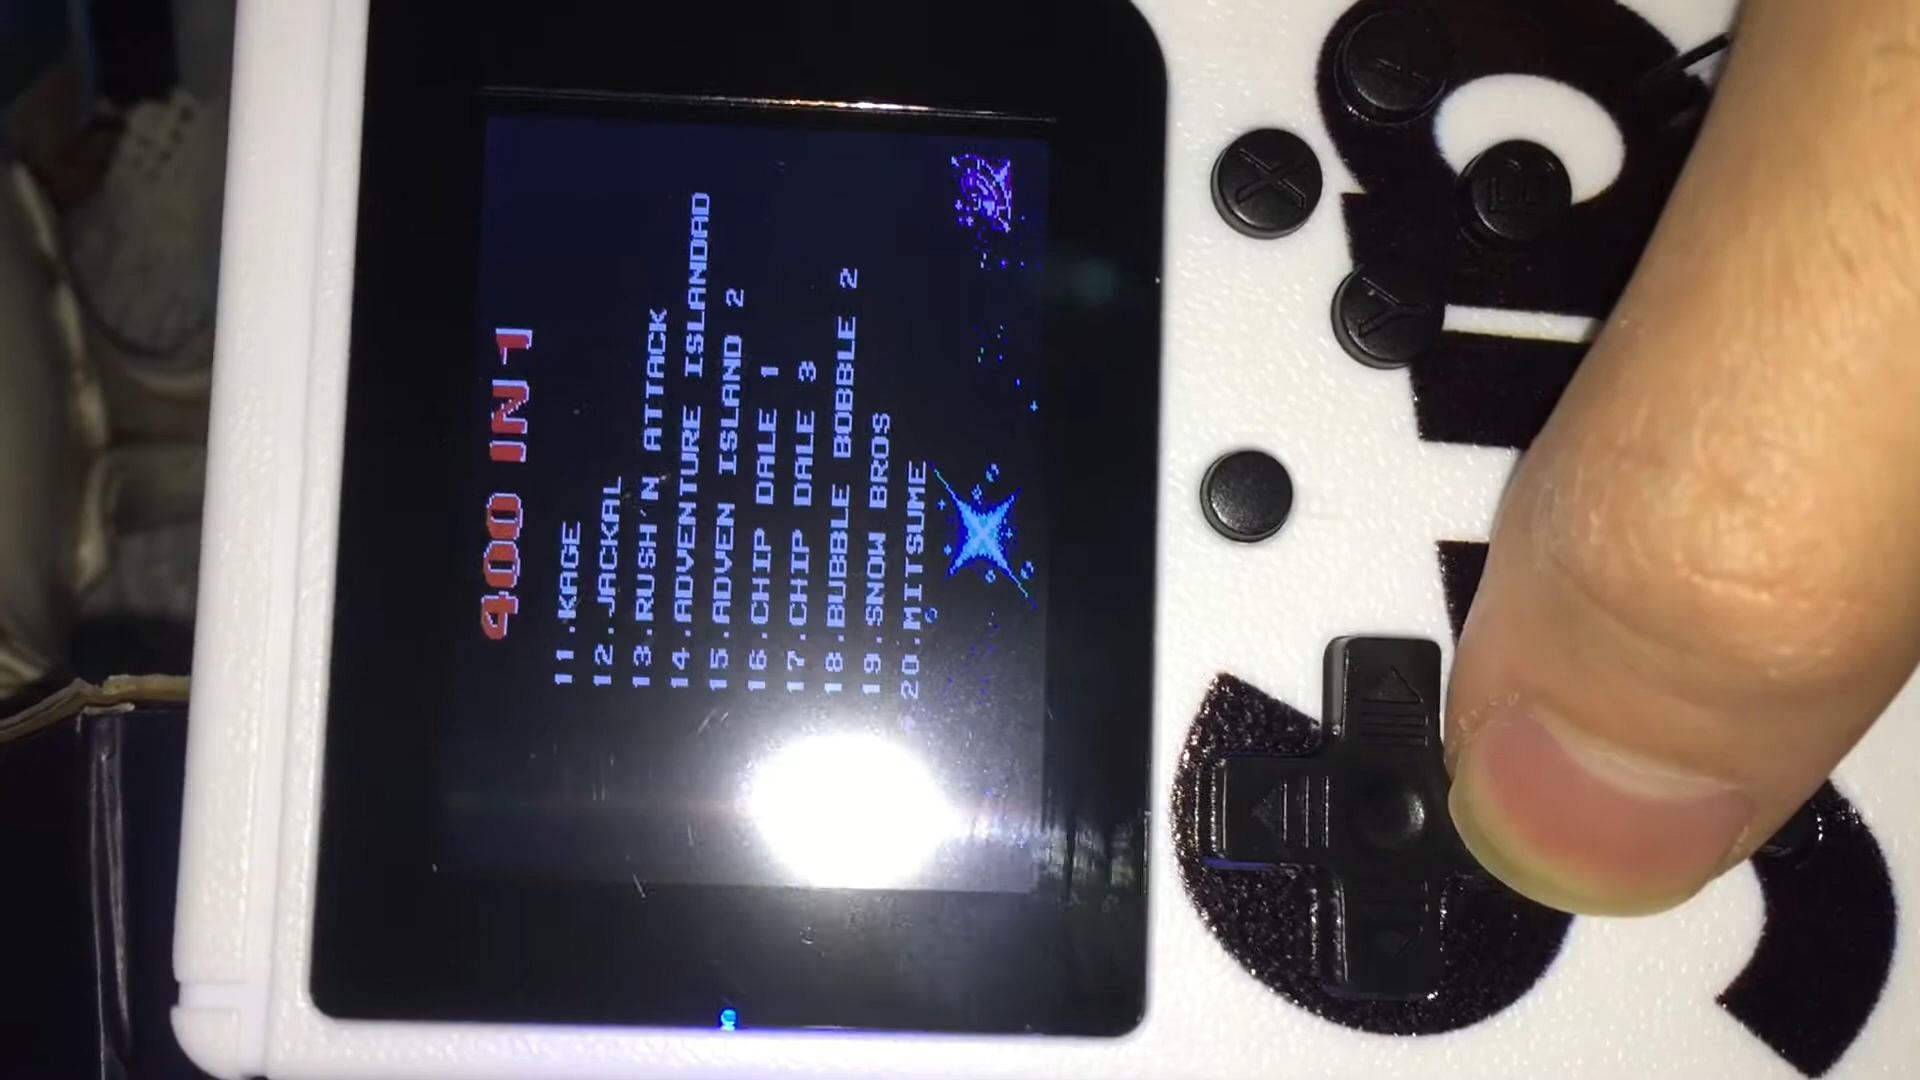 400 IN 1
11.KAGE
12.JACKAL
13.RUSH'N ATTACK
14.ADVENTURE ISLANDAD
15.ADVEN ISLAND 2
16.CHIP DALE 1
17.CHIP DALE 3
18.BUBBLE BOBBLE 2
19.SNOW BROS
20.MITSUME
X
Y
B